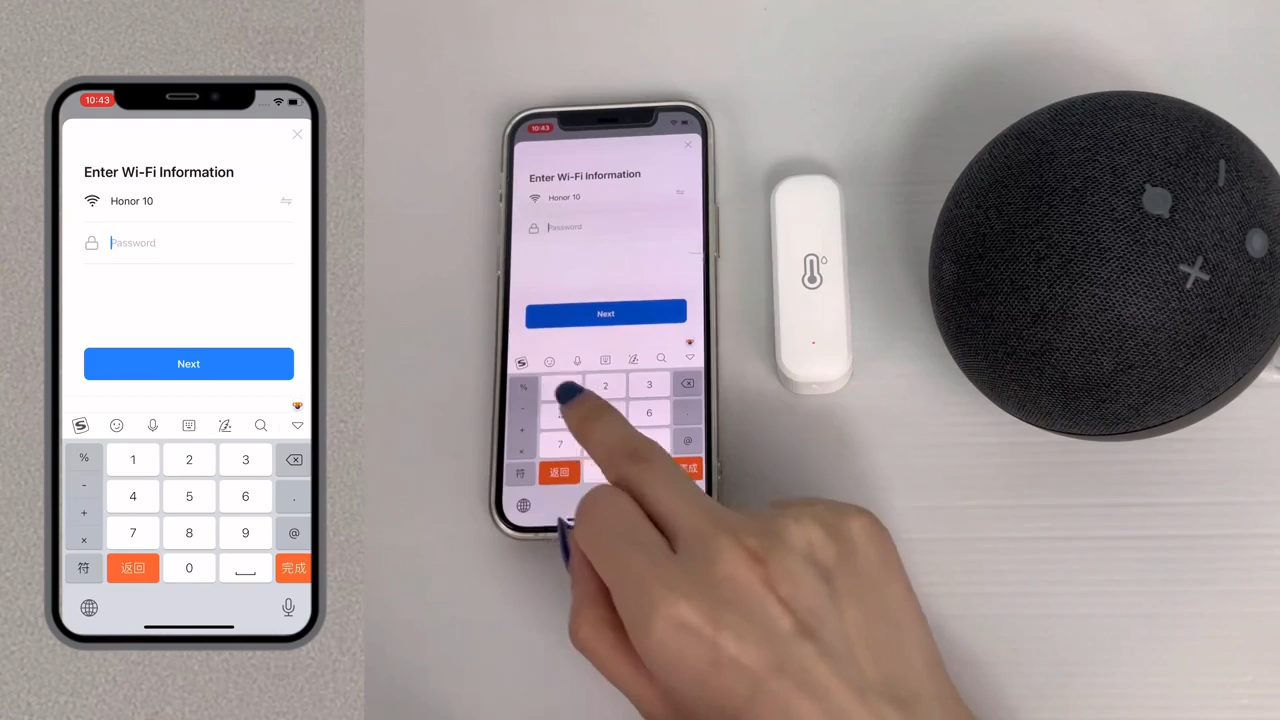 10:43
Enter Wi-Fi Information
Honor 10
Password
Next
% 1 2 3
- 4 5 6 .
+
× 7 8 9 @
符 返回 0 完成
10:43
Enter Wi-Fi Information
Honor 10
Password
Next
% 2 3
- 6 .
+
× 7 @
符 返回 完成